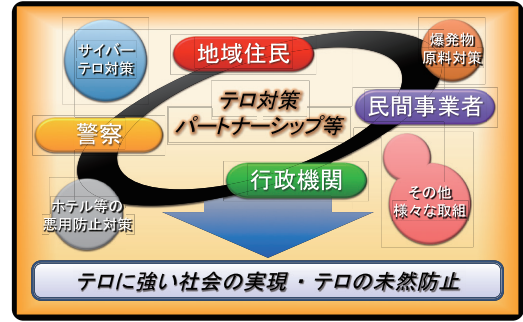 サイバー
テロ対策
地域住民
爆発物
原料対策
テロ対策
パートナーシップ等
民間事業者
警察
行政機関
ホテル等の
悪用防止対策
その他
様々な取組
テロに強い社会の実現・テロの未然防止